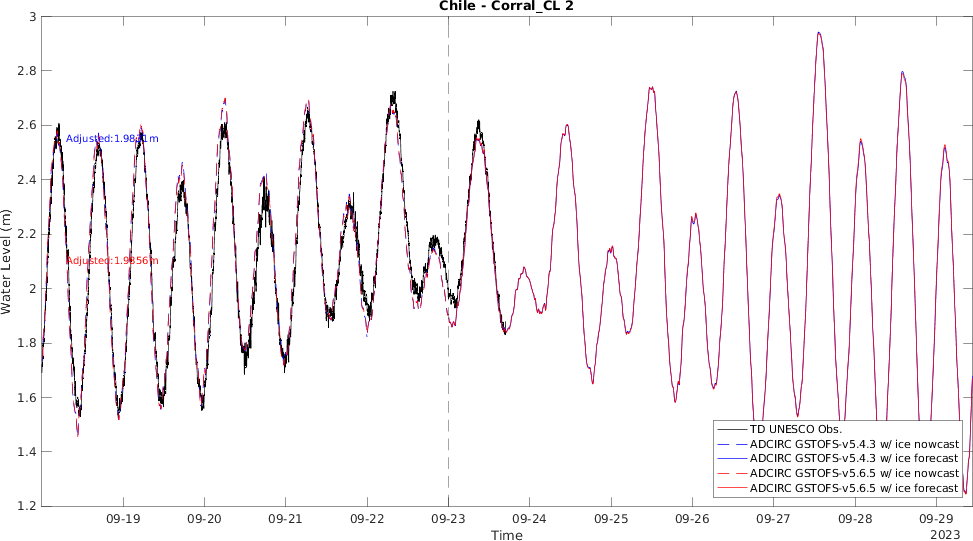 Chile - Corral_CL 2
3
2.8
2.6
2.4
2.2
2
1.8
1.6
1.4
1.2
Water Level (m)
09-19
09-20
09-21
09-22
09-23
09-24
09-25
09-26
09-27
09-28
09-29
2023
Time
TD UNESCO Obs.
ADCIRC GSTOFS-v5.4.3 w/ ice nowcast
ADCIRC GSTOFS-v5.4.3 w/ ice forecast
ADCIRC GSTOFS-v5.6.5 w/ ice nowcast
ADCIRC GSTOFS-v5.6.5 w/ ice forecast